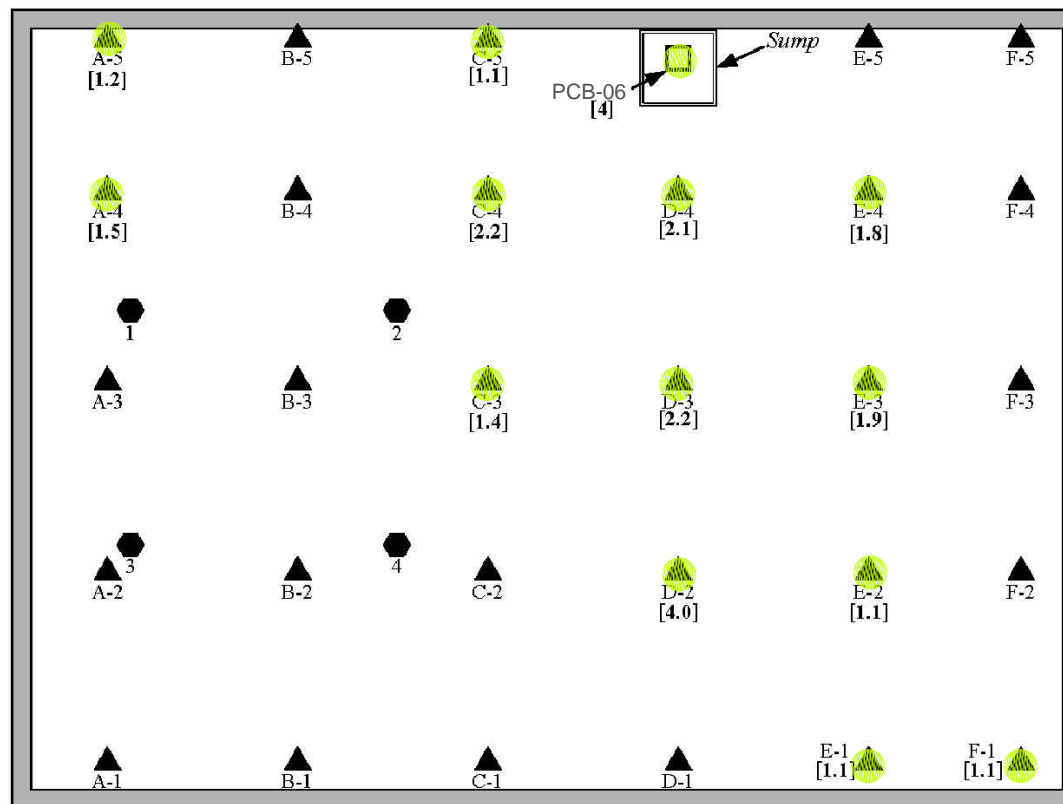 A-5
B-5
C-5
Sump
E-5
F-5
[1.2]
[1.1]
PCB-06
[4]
A-4
B-4
C-4
D-4
E-4
F-4
[1.5]
[2.2]
[2.1]
[1.8]
1
2
A-3
B-3
C-3
D-3
E-3
F-3
[1.4]
[2.2]
[1.9]
3
4
A-2
B-2
C-2
D-2
E-2
F-2
[4.0]
[1.1]
E-1
F-1
[1.1]
[1.1]
A-1
B-1
C-1
D-1